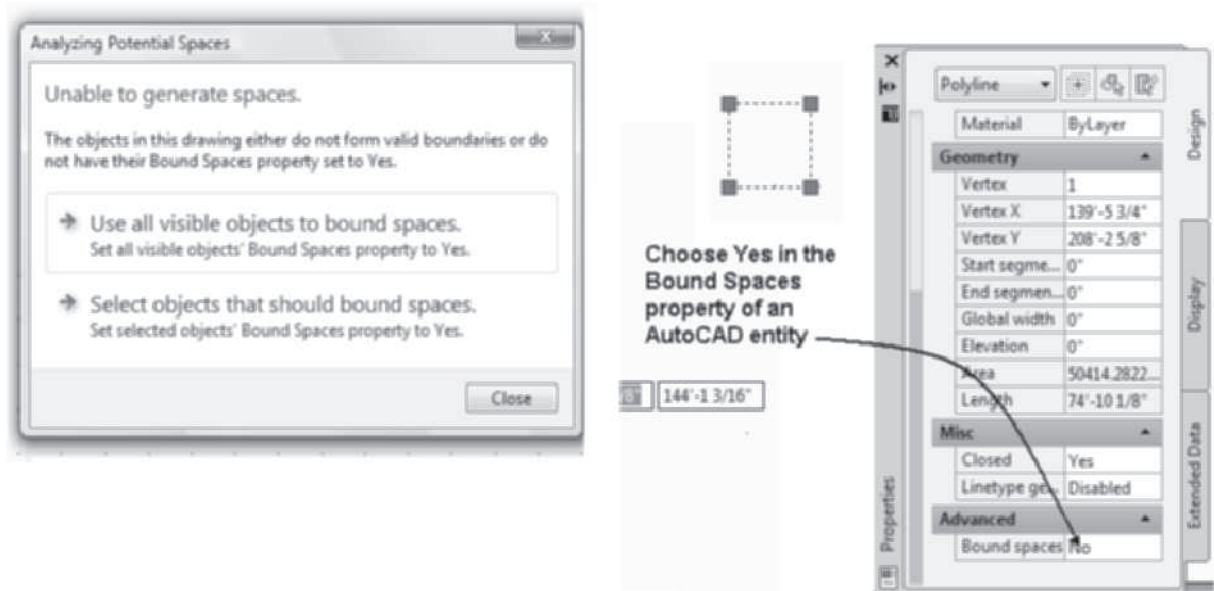 Analyzing Potential Spaces
Unable to generate spaces.
The objects in this drawing either do not form valid boundaries or do
not have their Bound Spaces property set to Yes.
Use all visible objects to bound spaces.
Set all visible objects' Bound Spaces property to Yes.
Select objects that should bound spaces.
Set selected objects' Bound Spaces property to Yes.
Close
Choose Yes in the
Bound Spaces
property of an
AutoCAD entity
144'-1 3/16"
Polyline
Material ByLayer
Geometry
Vertex 1
Vertex X 139'-5 3/4"
Vertex Y 208'-2 5/8"
Start segme... 0"
End segmen... 0"
Global width 0"
Elevation 0"
Area 50414.2822...
Length 74'-10 1/8"
Misc
Closed Yes
Linetype ge... Disabled
Advanced
Bound spaces No
Design
Display
Extended Data
Properties